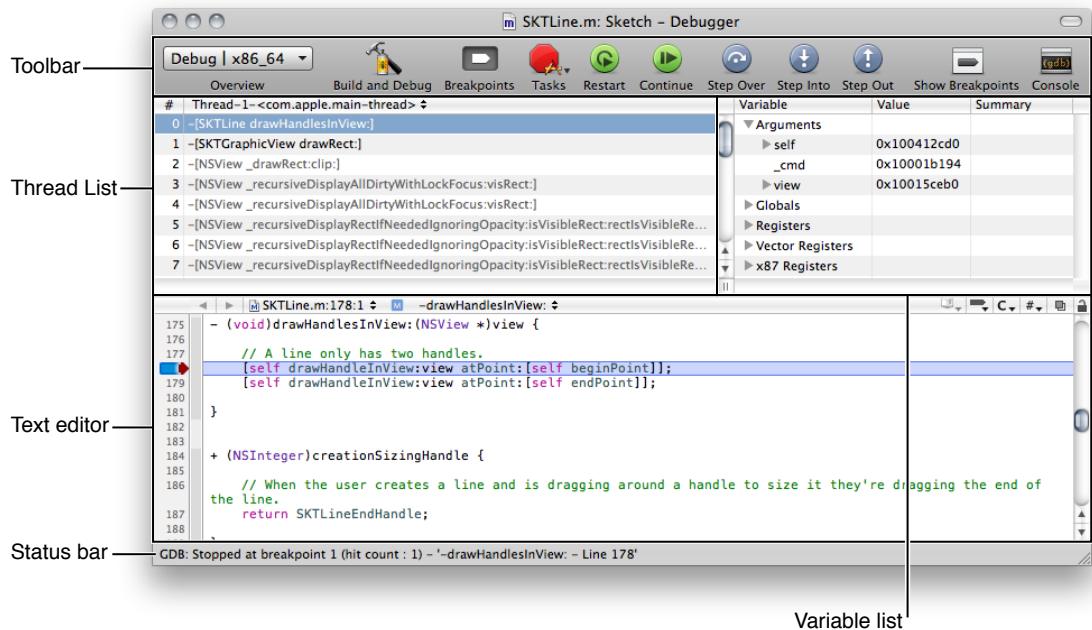 SKTLine.m: Sketch – Debugger
Toolbar
Debug | x86_64
Overview
Build and Debug
Breakpoints
Tasks
Restart
Continue
Step Over
Step Into
Step Out
Show Breakpoints
(gdb)
Console
Thread List
# Thread-1-<com.apple.main-thread>
0 -[SKTLine drawHandlesInView:]
1 -[SKTGraphicView drawRect:]
2 -[NSView _drawRect:clip:]
3 -[NSView _recursiveDisplayAllDirtyWithLockFocus:visRect:]
4 -[NSView _recursiveDisplayAllDirtyWithLockFocus:visRect:]
5 -[NSView _recursiveDisplayRectIfNeededIgnoringOpacity:isVisibleRect:rectIsVisibleRe...
6 -[NSView _recursiveDisplayRectIfNeededIgnoringOpacity:isVisibleRect:rectIsVisibleRe...
7 -[NSView _recursiveDisplayRectIfNeededIgnoringOpacity:isVisibleRect:rectIsVisibleRe...
Variable Value Summary
Arguments
self 0x100412cd0
_cmd 0x10001b194
view 0x10015ceb0
Globals
Registers
Vector Registers
x87 Registers
SKTLine.m:178:1 M -drawHandlesInView: C #
Text editor
175 - (void)drawHandlesInView:(NSView *)view {
176
177 // A line only has two handles.
[self drawHandleInView:view atPoint:[self beginPoint]];
179 [self drawHandleInView:view atPoint:[self endPoint]];
180
181 }
182
183
184 + (NSInteger)creationSizingHandle {
185
186 // When the user creates a line and is dragging around a handle to size it they're dragging the end of
the line.
187 return SKTLineEndHandle;
188
Status bar
GDB: Stopped at breakpoint 1 (hit count : 1) – '-drawHandlesInView: – Line 178'
Variable list